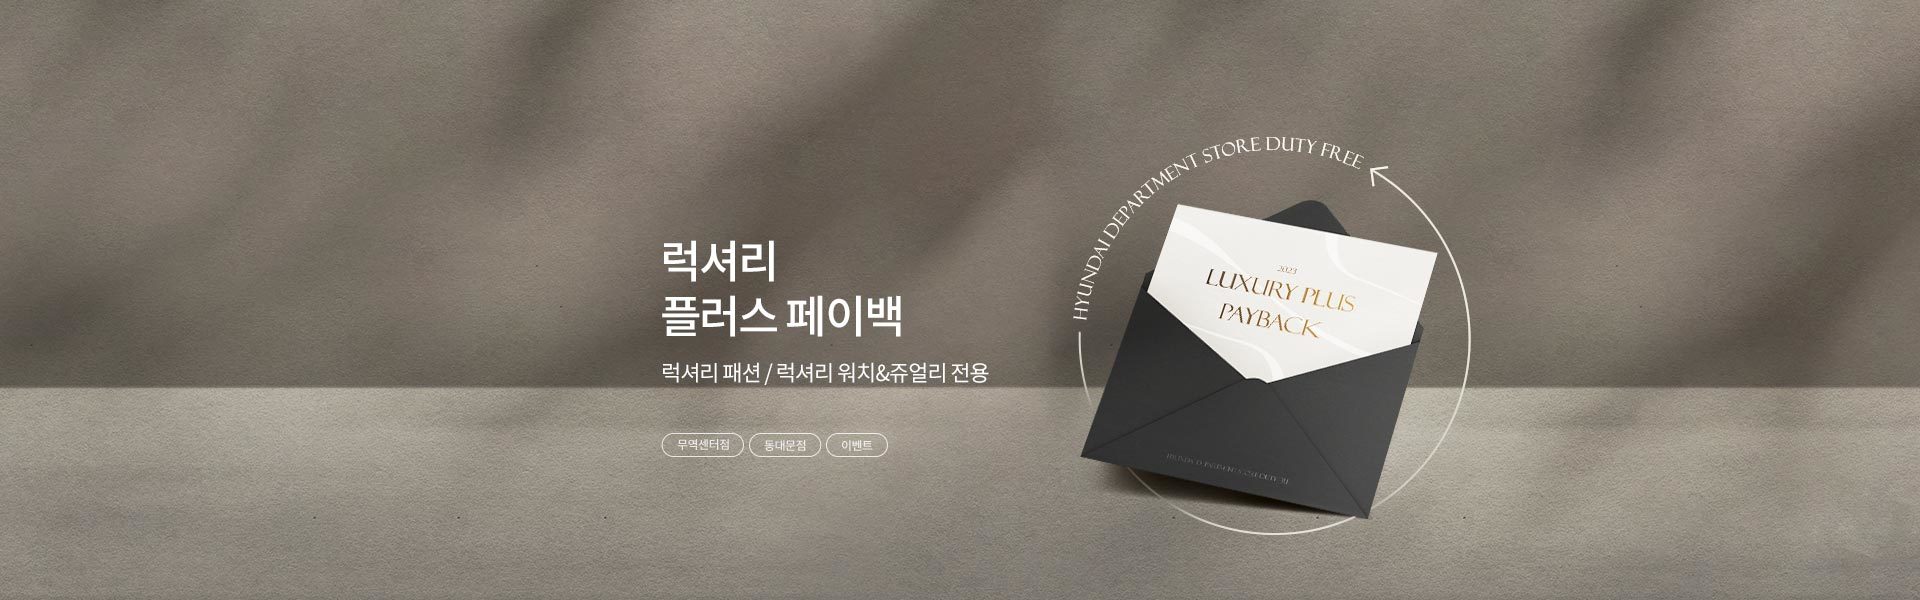 럭셔리
플러스 페이백
럭셔리 패션 / 럭셔리 워치&쥬얼리 전용
무역센터점
동대문점
이벤트
HYUNDAI DEPARTMENT STORE DUTY FREE
2023
LUXURY PLUS
PAYBACK